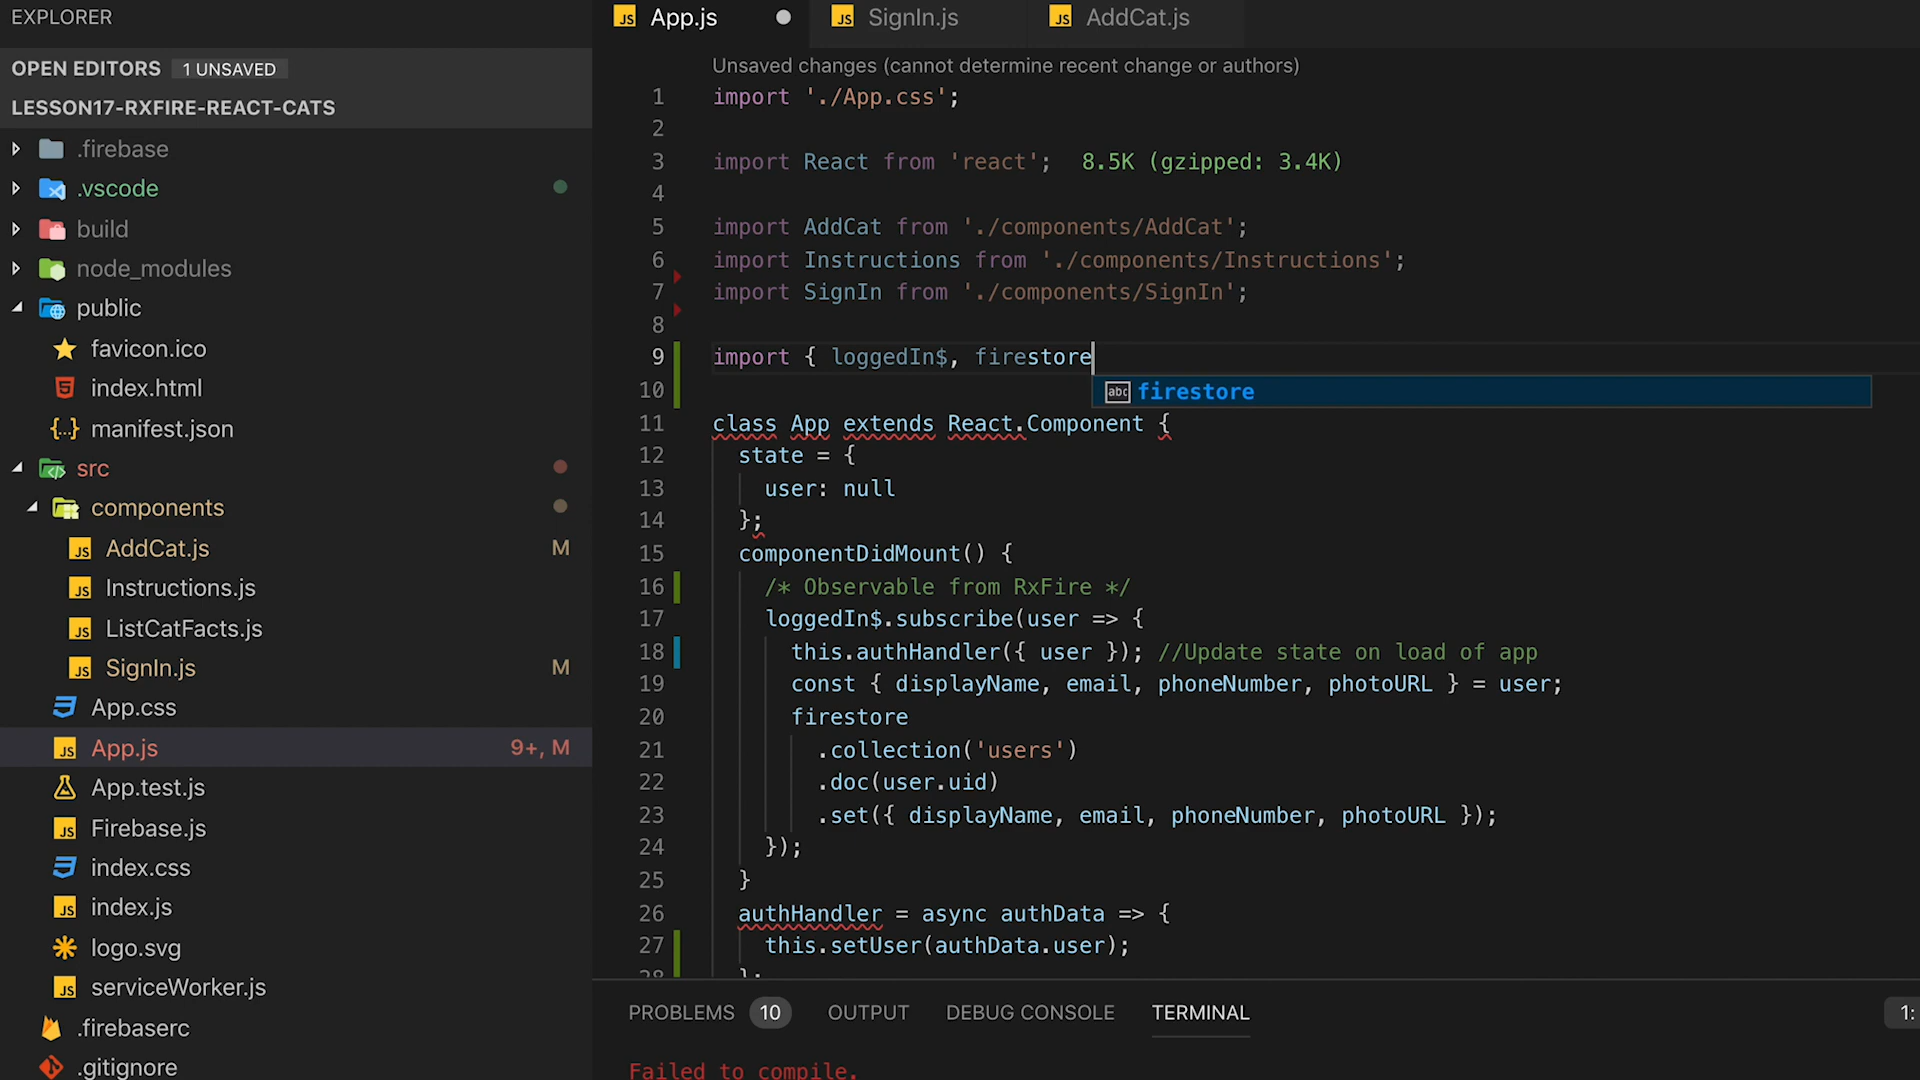 EXPLORER
OPEN EDITORS 1 UNSAVED
LESSON17-RXFIRE-REACT-CATS
.firebase
.vscode
build
node_modules
public
favicon.ico
index.html
manifest.json
src
components
AddCat.js M
Instructions.js
ListCatFacts.js
SignIn.js M
App.css
App.js 9+, M
App.test.js
Firebase.js
index.css
index.js
logo.svg
serviceWorker.js
.firebaserc
.gitignore
App.js SignIn.js AddCat.js
Unsaved changes (cannot determine recent change or authors)
1 import './App.css';
2
3 import React from 'react'; 8.5K (gzipped: 3.4K)
4
5 import AddCat from './components/AddCat';
6 import Instructions from './components/Instructions';
7 import SignIn from './components/SignIn';
8
9 import { loggedIn$, firestore
10
abc firestore
11 class App extends React.Component {
12 state = {
13 user: null
14 };
15 componentDidMount() {
16 /* Observable from RxFire */
17 loggedIn$.subscribe(user => {
18 this.authHandler({ user }); //Update state on load of app
19 const { displayName, email, phoneNumber, photoURL } = user;
20 firestore
21 .collection('users')
22 .doc(user.uid)
23 .set({ displayName, email, phoneNumber, photoURL });
24 });
25 }
26 authHandler = async authData => {
27 this.setUser(authData.user);
28 };
PROBLEMS 10 OUTPUT DEBUG CONSOLE TERMINAL 1:
Failed to compile.